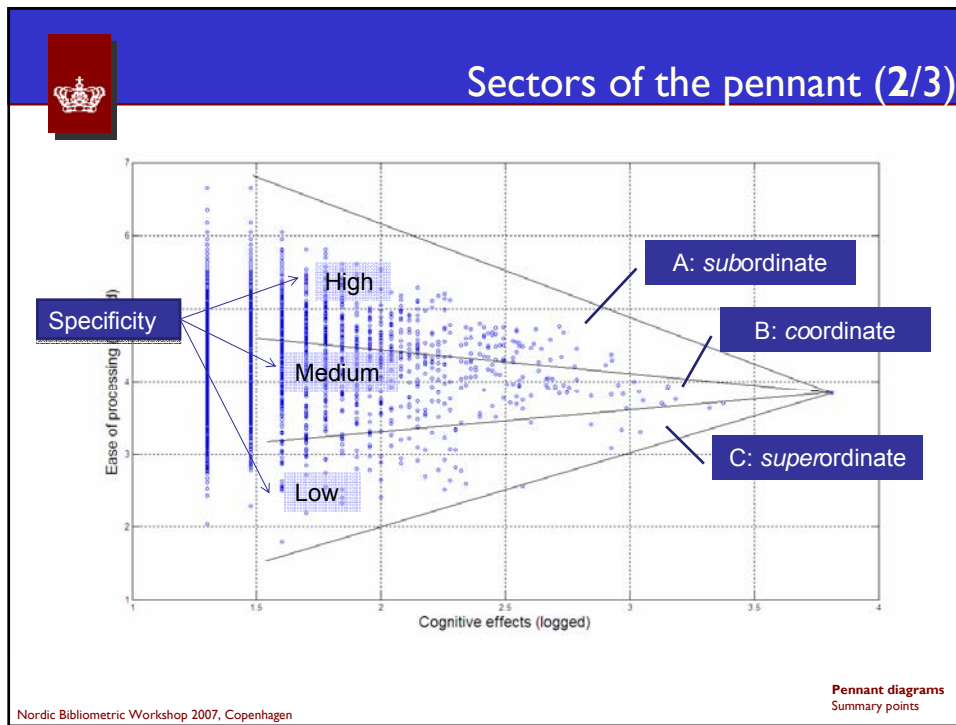 Sectors of the pennant (2/3)
7
6
5
4
3
2
1
1
1.5
2
2.5
3
3.5
4
Ease of processing
Cognitive effects (logged)
Specificity
High
Medium
Low
A: subordinate
B: coordinate
C: superordinate
Pennant diagrams
Summary points
Nordic Bibliometric Workshop 2007, Copenhagen